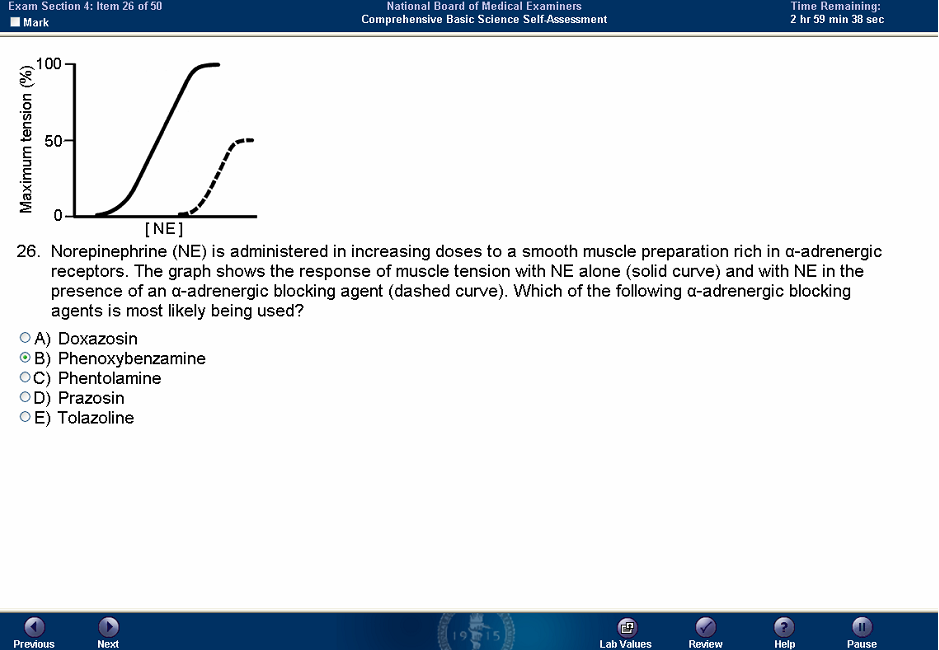 Exam Section 4: Item 26 of 50
National Board of Medical Examiners
Time Remaining:
Mark
Comprehensive Basic Science Self-Assessment
2 hr 59 min 38 sec
Maximum tension (%)
100
50
0
[NE]
26. Norepinephrine (NE) is administered in increasing doses to a smooth muscle preparation rich in α-adrenergic
receptors. The graph shows the response of muscle tension with NE alone (solid curve) and with NE in the
presence of an α-adrenergic blocking agent (dashed curve). Which of the following α-adrenergic blocking
agents is most likely being used?
A) Doxazosin
B) Phenoxybenzamine
C) Phentolamine
D) Prazosin
E) Tolazoline
19 15
Previous
Next
Lab Values
Review
Help
Pause